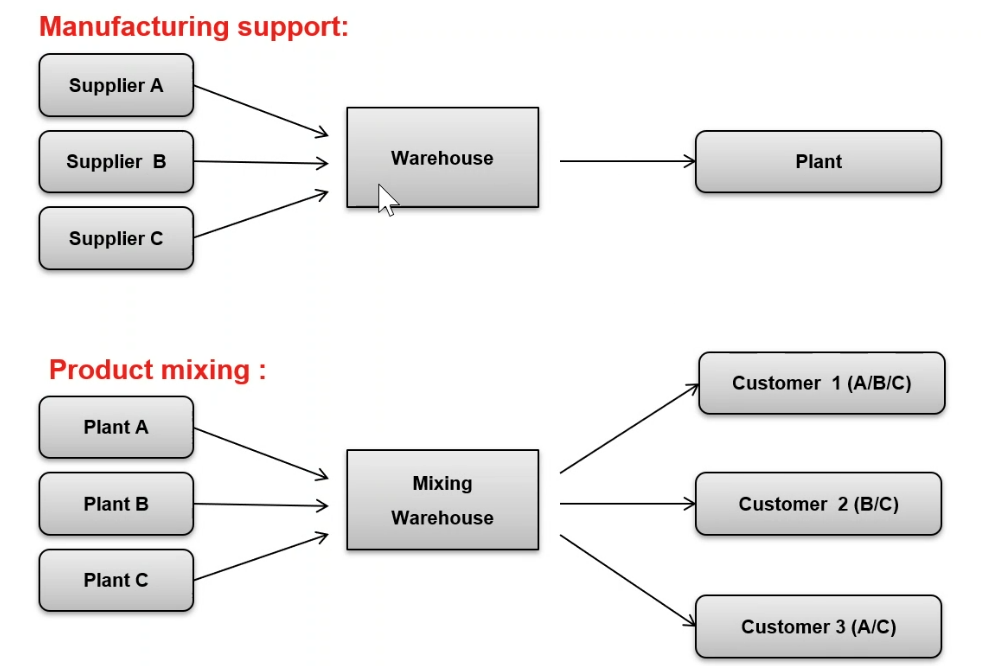 Manufacturing support:
Supplier A
Supplier B
Supplier C
Warehouse
Plant
Product mixing :
Plant A
Plant B
Plant C
Mixing
Warehouse
Customer 1 (A/B/C)
Customer 2 (B/C)
Customer 3 (A/C)